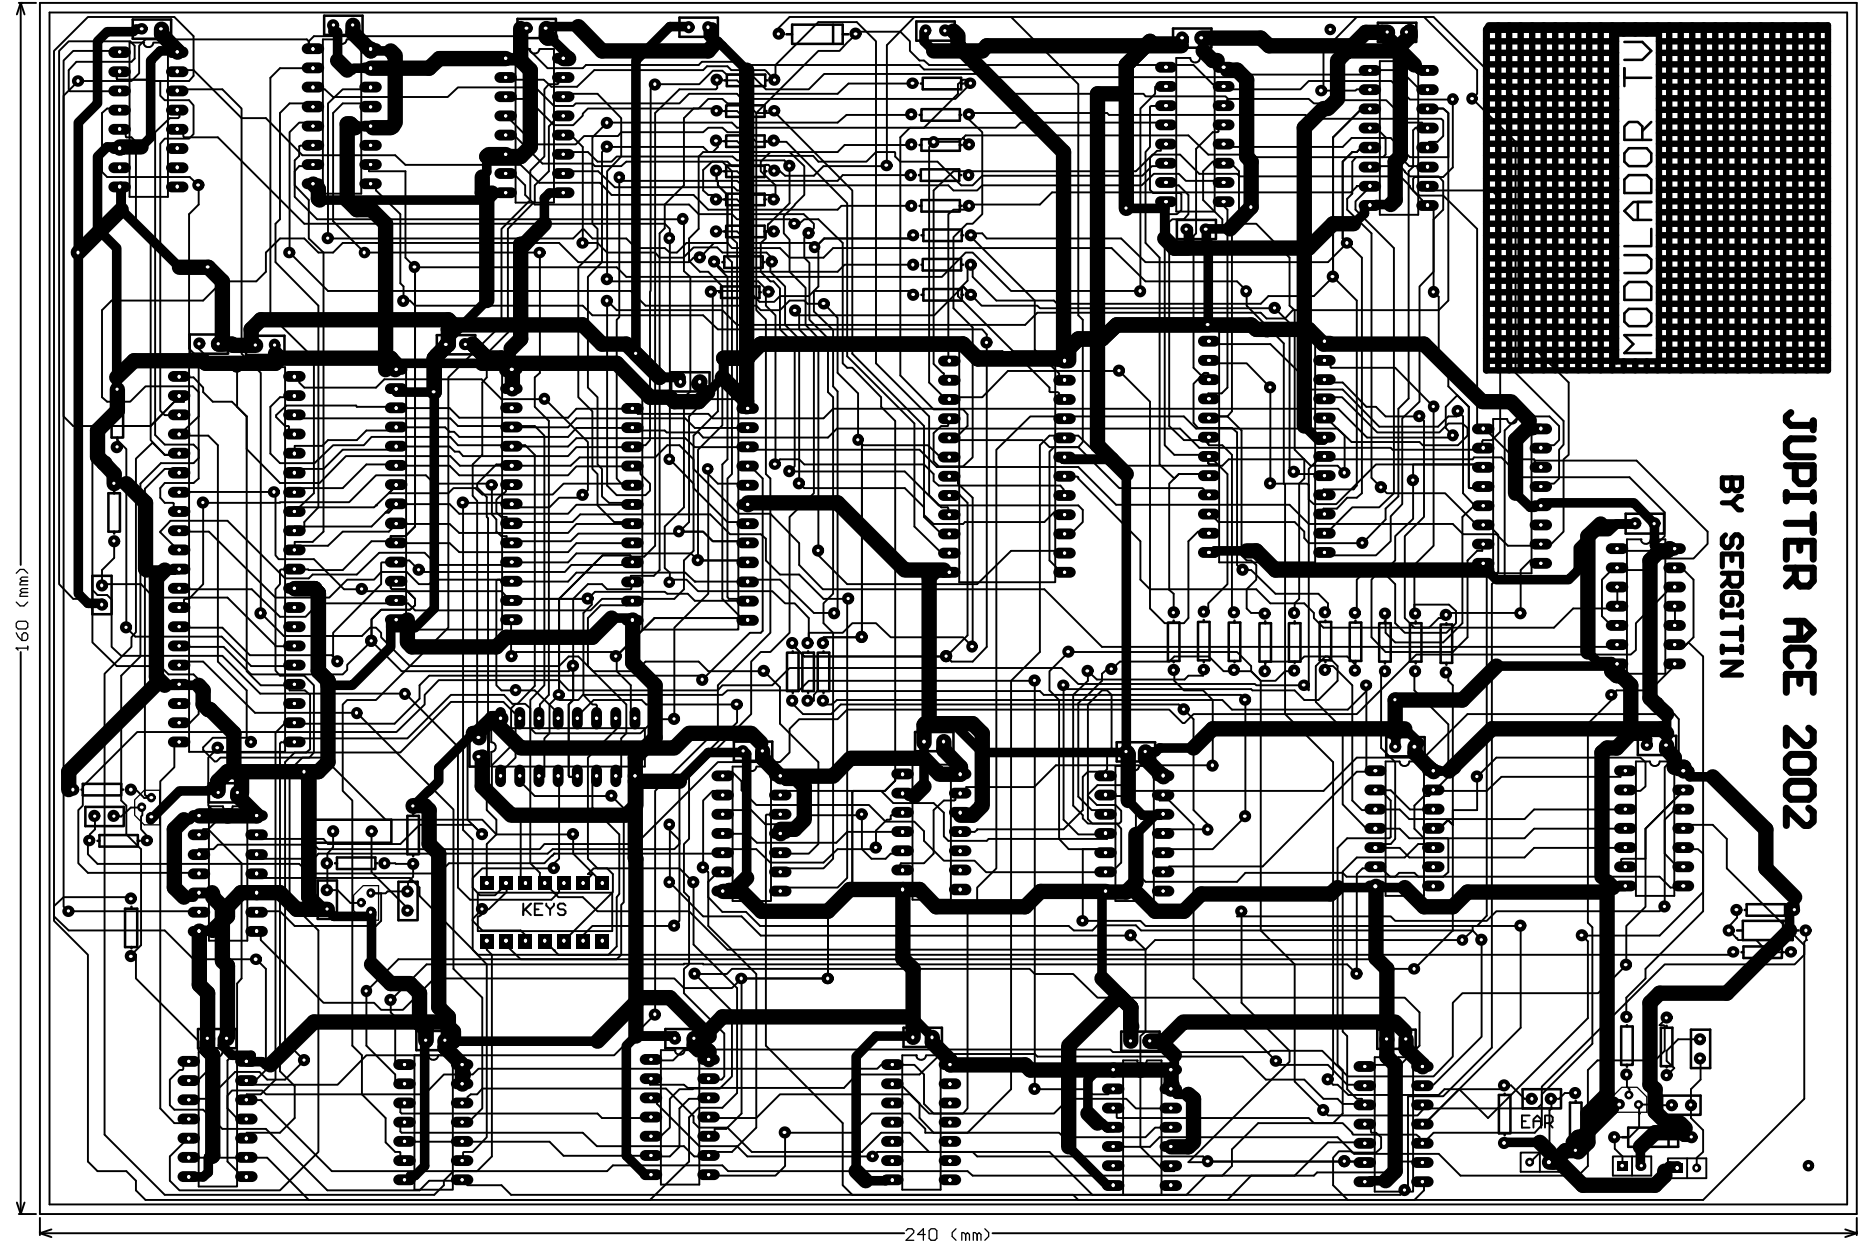 MODULADOR TV
JUPITER ACE 2002
BY SERGITIN
160 (mm)
KEYS
EAR
240 (mm)